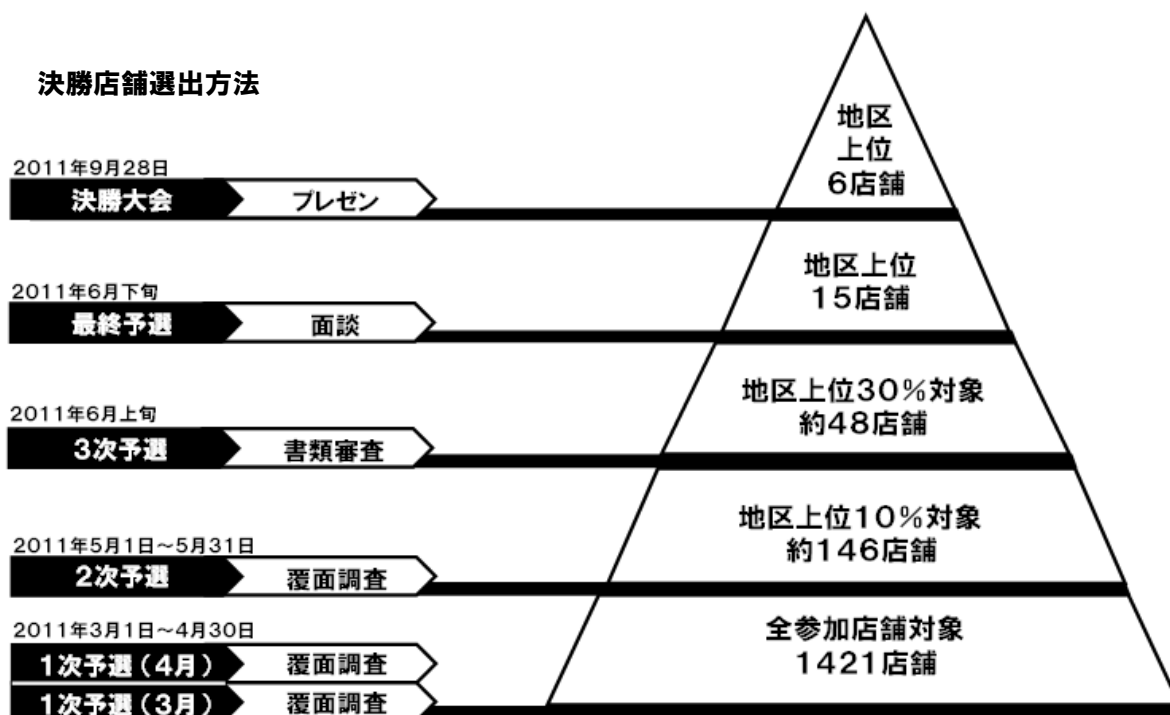 決勝店舗選出方法
2011年9月28日
決勝大会
プレゼン
地区
上位
6店舗
2011年6月下旬
最終予選
面談
地区上位
15店舗
2011年6月上旬
3次予選
書類審査
地区上位30%対象
約48店舗
2011年5月1日~5月31日
2次予選
覆面調査
地区上位10%対象
約146店舗
2011年3月1日~4月30日
1次予選(4月)
覆面調査
1次予選(3月)
覆面調査
全参加店舗対象
1421店舗